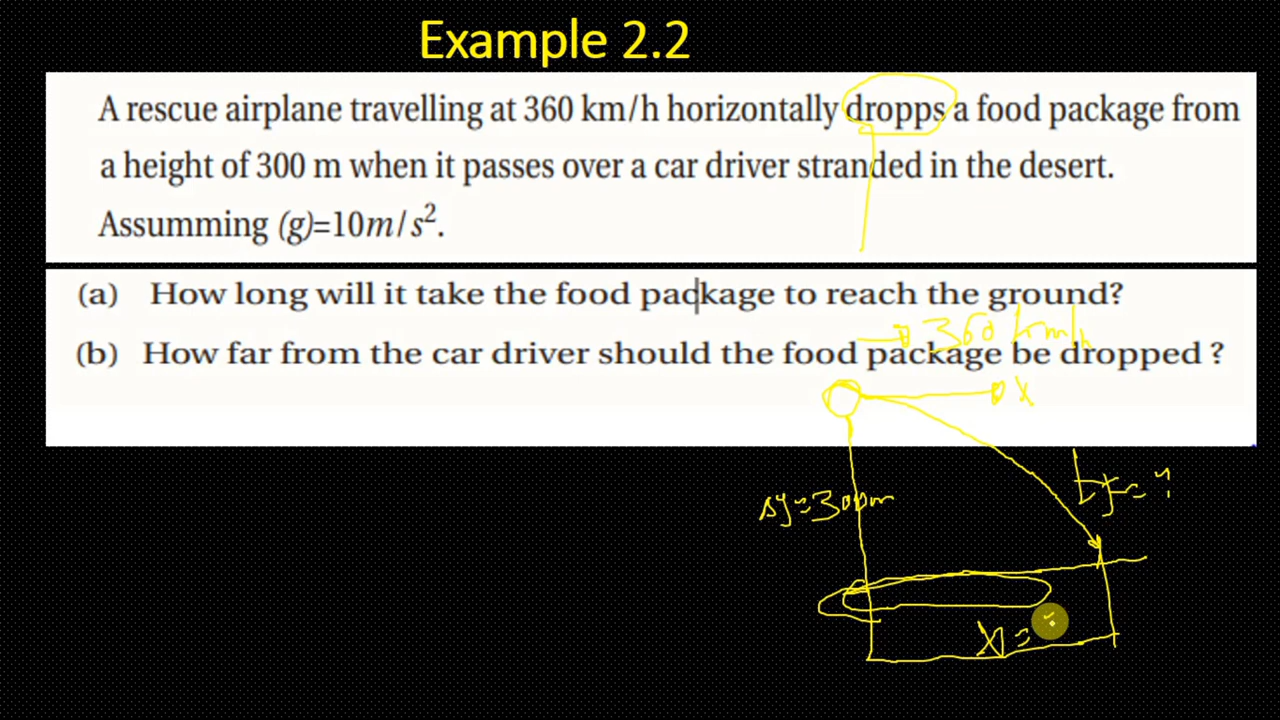 Example 2.2
A rescue airplane travelling at 360 km/h horizontally dropps a food package from
a height of 300 m when it passes over a car driver stranded in the desert.
Assumming (g)=10m/s².
(a) How long will it take the food package to reach the ground?
(b) How far from the car driver should the food package be dropped ?
360 km/h
x
sy=300m
ty=?
x=?